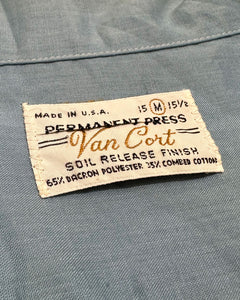 MADE IN U.S.A. 15 M 15½
PERMANENT PRESS
Van Cort
SOIL RELEASE FINISH
65% DACRON POLYESTER 35% COMBED COTTON